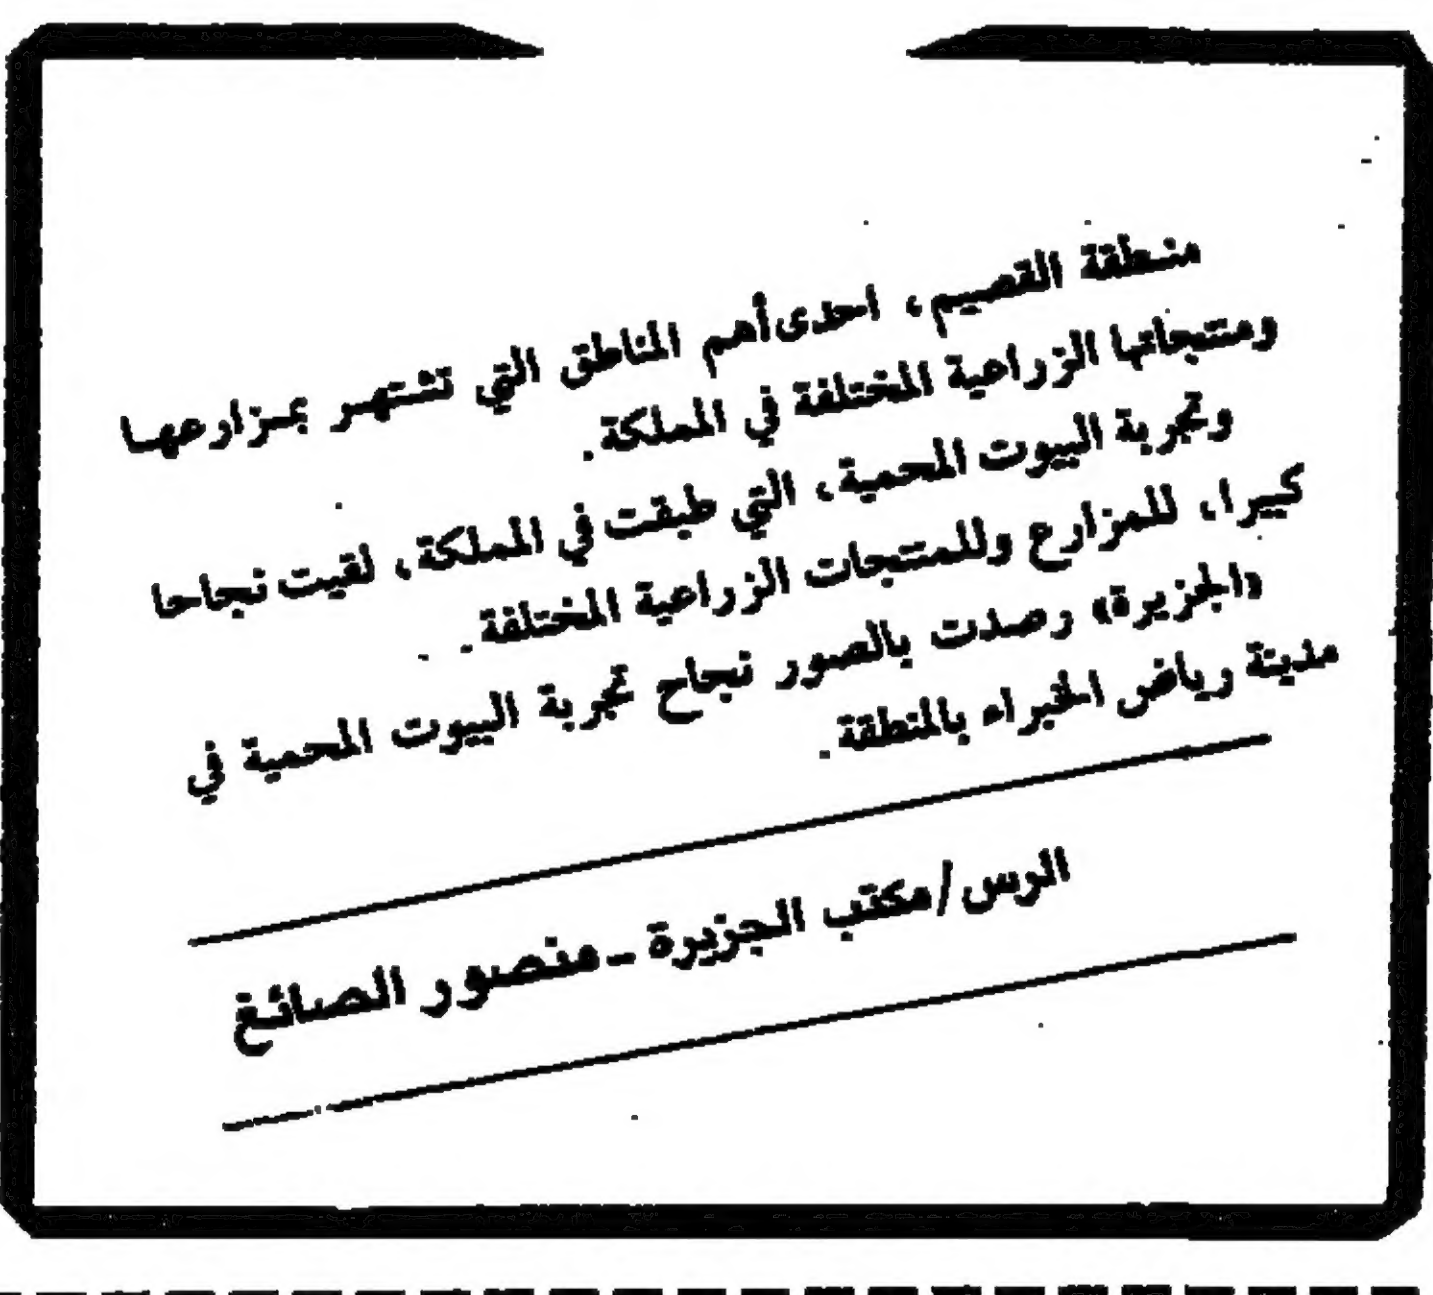 منطقة القصيم، احدى أهم المناطق التي تشتهر بمزارعها
ومنتجاتها الزراعية المختلفة في المملكة.
وتجربة البيوت المحمية، التي طبقت في المملكة، لقيت نجاحا
كبيرا، للمزارع وللمنتجات الزراعية المختلفة.
«الجزيرة» رصدت بالصور نجاح تجربة البيوت المحمية في
مدينة رياض الخبراء بالمنطقة.
الرس/مكتب الجزيرة - منصور الصائغ